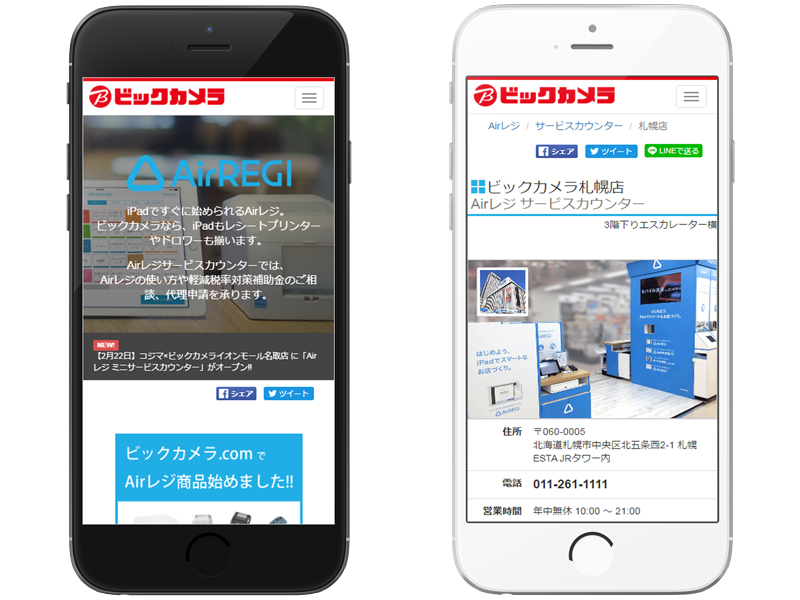 ビックカメラ
AirREGI
iPadですぐに始められるAirレジ。
ビックカメラなら、iPadもレシートプリンター
やドロワーも揃います。
Airレジサービスカウンターでは、
Airレジの使い方や軽減税率対策補助金のご相
談、代理申請を承ります。
NEW!
【2月22日】コジマ×ビックカメライオンモール名取店 に「Air
レジ ミニサービスカウンター」がオープン!!
シェア
ツイート
ビックカメラ.com で
Airレジ商品始めました!!
ビックカメラ
Airレジ / サービスカウンター / 札幌店
シェア
ツイート
LINEで送る
ビックカメラ札幌店
Airレジ サービスカウンター
3階下りエスカレーター横
はじめよう、
iPadでスマートな
お店づくり。
AirREGI
住所 〒060-0005
北海道札幌市中央区北五条西2-1 札幌
ESTA JRタワー内
電話 011-261-1111
営業時間 年中無休 10:00 ～ 21:00